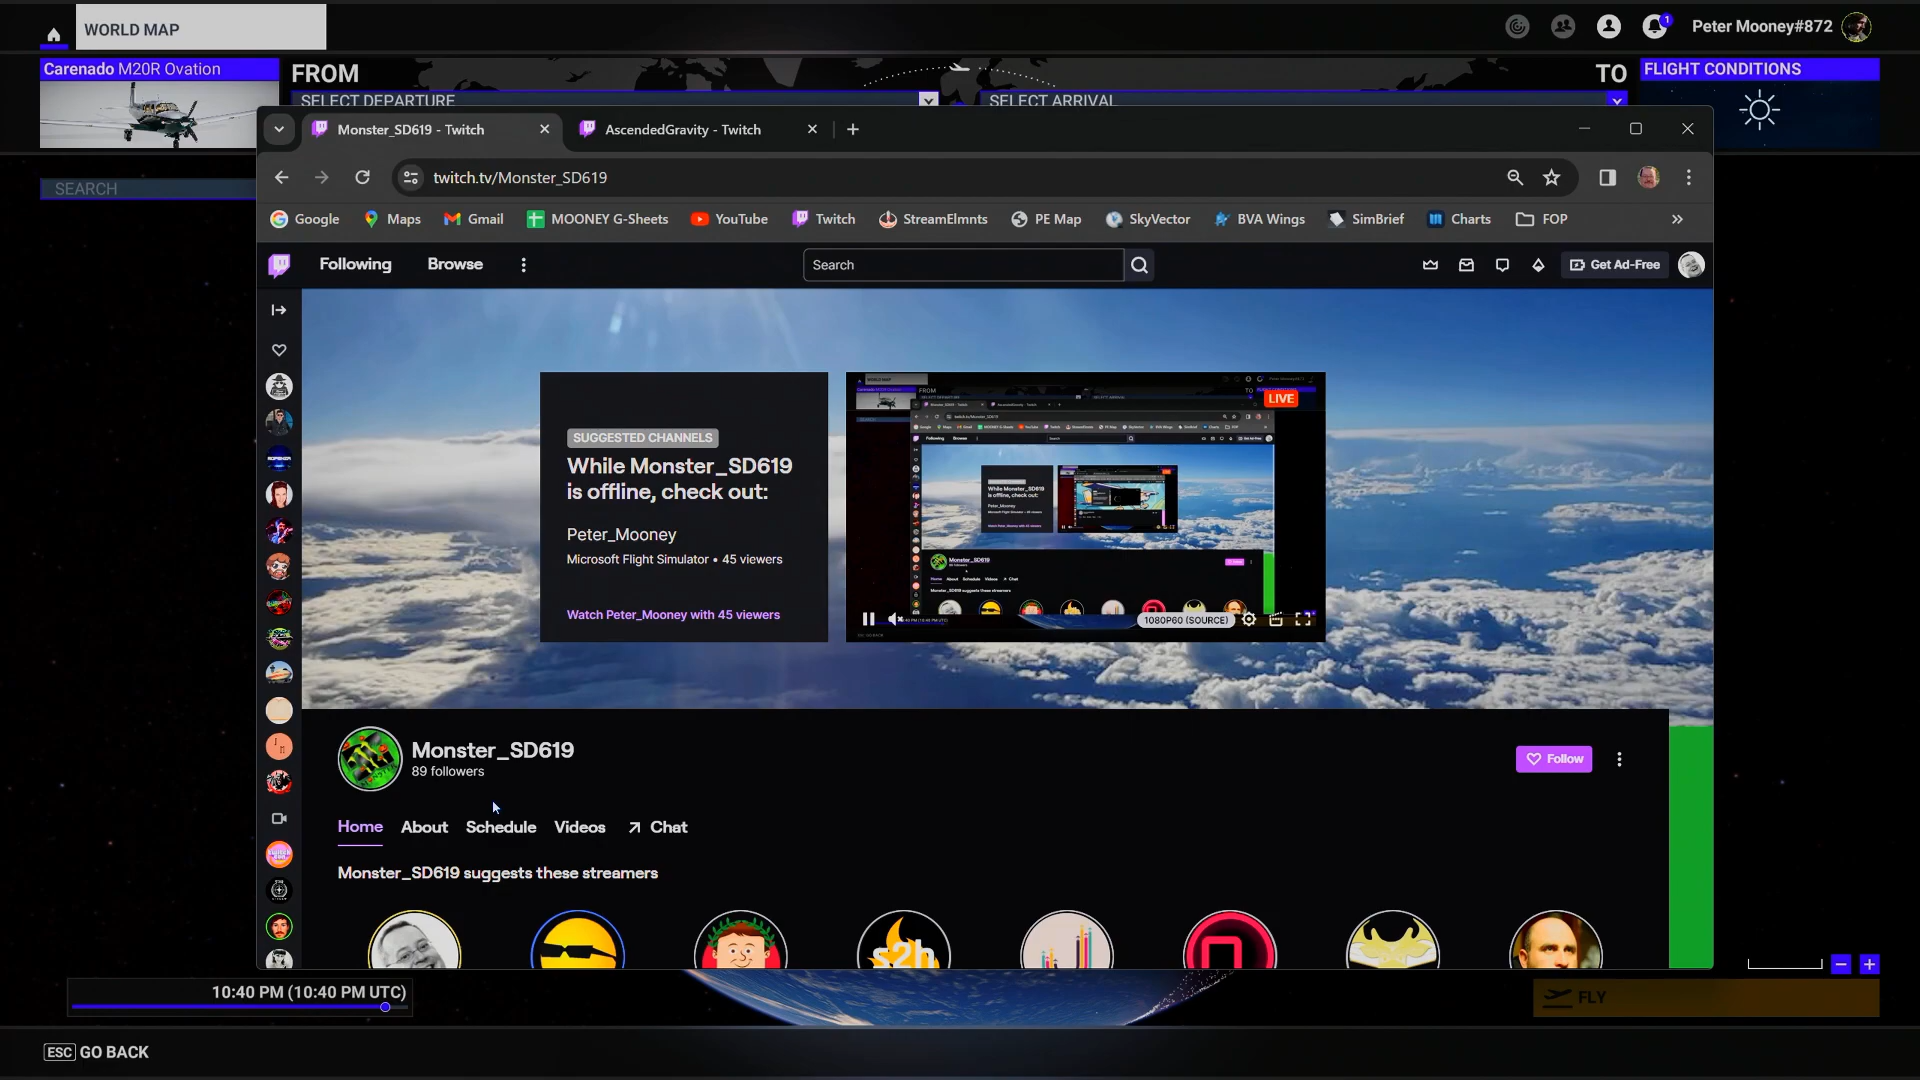 WORLD MAP
Peter Mooney#872
1
Carenado M20R Ovation
FROM
SELECT DEPARTURE
SELECT ARRIVAL
TO
FLIGHT CONDITIONS
SEARCH
Monster_SD619 - Twitch
AscendedGravity - Twitch
twitch.tv/Monster_SD619
Google
Maps
Gmail
MOONEY G-Sheets
YouTube
Twitch
StreamElmnts
PE Map
SkyVector
BVA Wings
SimBrief
Charts
FOP
Following
Browse
Search
Get Ad-Free
SUGGESTED CHANNELS
While Monster_SD619
is offline, check out:
Peter_Mooney
Microsoft Flight Simulator • 45 viewers
Watch Peter_Mooney with 45 viewers
LIVE
1080P60 (SOURCE)
Monster_SD619
89 followers
Follow
Home
About
Schedule
Videos
Chat
Monster_SD619 suggests these streamers
s2h
10:40 PM (10:40 PM UTC)
FLY
ESC GO BACK